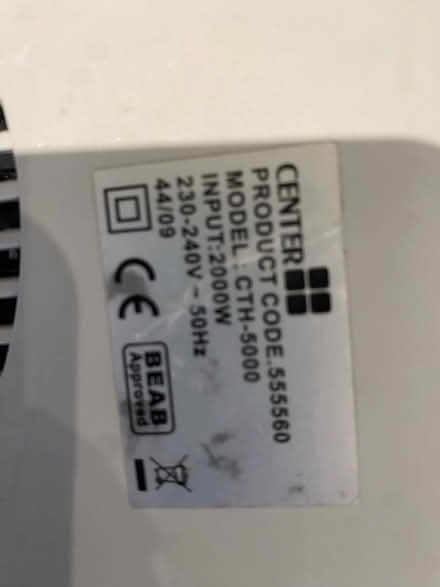 CENTER
PRODUCT CODE.555560
MODEL: CTH-5000
INPUT:2000W
230-240V ~ 50Hz
44/09
CE
BEAB
Approved